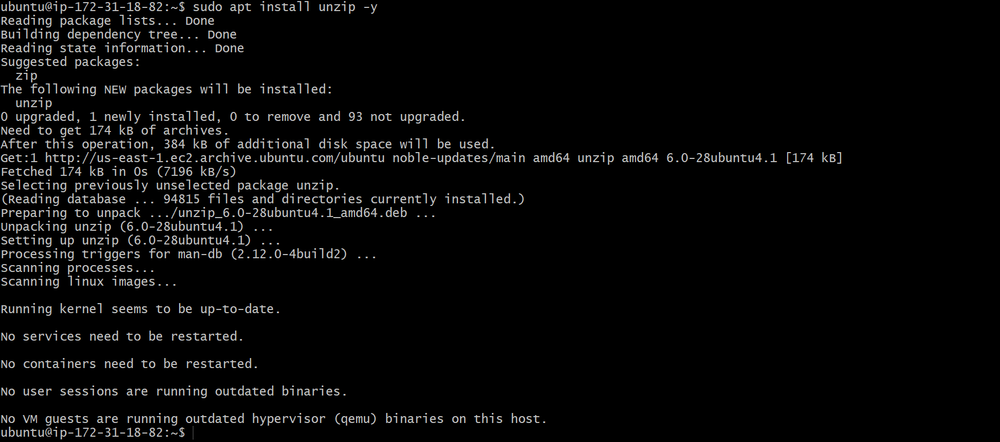 ubuntu@ip-172-31-18-82:~$ sudo apt install unzip -y
Reading package lists... Done
Building dependency tree... Done
Reading state information... Done
Suggested packages:
  zip
The following NEW packages will be installed:
  unzip
0 upgraded, 1 newly installed, 0 to remove and 93 not upgraded.
Need to get 174 kB of archives.
After this operation, 384 kB of additional disk space will be used.
Get:1 http://us-east-1.ec2.archive.ubuntu.com/ubuntu noble-updates/main amd64 unzip amd64 6.0-28ubuntu4.1 [174 kB]
Fetched 174 kB in 0s (7196 kB/s)
Selecting previously unselected package unzip.
(Reading database ... 94815 files and directories currently installed.)
Preparing to unpack .../unzip_6.0-28ubuntu4.1_amd64.deb ...
Unpacking unzip (6.0-28ubuntu4.1) ...
Setting up unzip (6.0-28ubuntu4.1) ...
Processing triggers for man-db (2.12.0-4build2) ...
Scanning processes...
Scanning linux images...

Running kernel seems to be up-to-date.

No services need to be restarted.

No containers need to be restarted.

No user sessions are running outdated binaries.

No VM guests are running outdated hypervisor (qemu) binaries on this host.
ubuntu@ip-172-31-18-82:~$